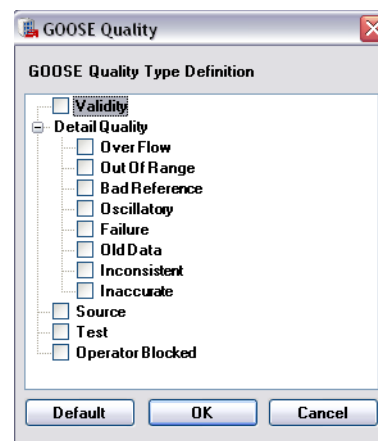 GOOSE Quality
GOOSE Quality Type Definition
Validity
Detail Quality
Over Flow
Out Of Range
Bad Reference
Oscillatory
Failure
Old Data
Inconsistent
Inaccurate
Source
Test
Operator Blocked
Default OK Cancel